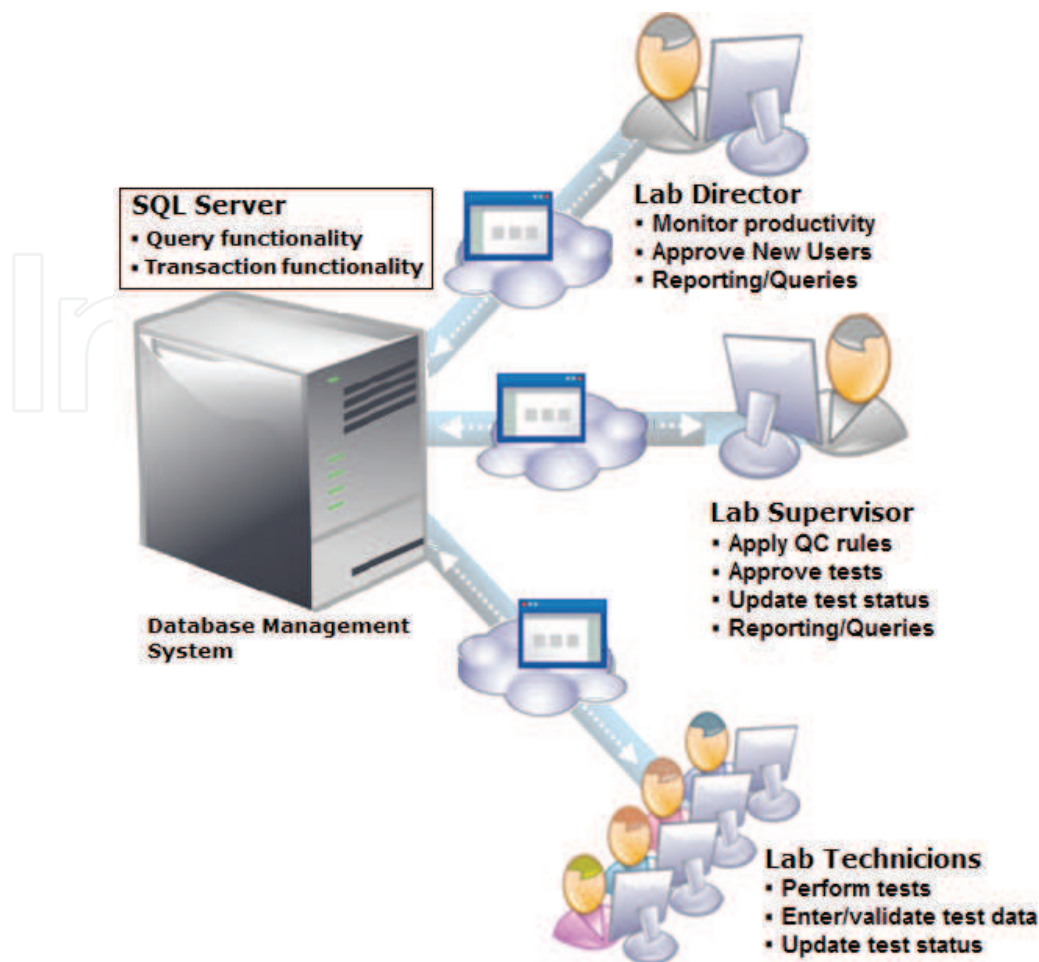 SQL Server
▪ Query functionality
▪ Transaction functionality
Database Management
System
Lab Director
▪ Monitor productivity
▪ Approve New Users
▪ Reporting/Queries
Lab Supervisor
▪ Apply QC rules
▪ Approve tests
▪ Update test status
▪ Reporting/Queries
Lab Technicions
▪ Perform tests
▪ Enter/validate test data
▪ Update test status